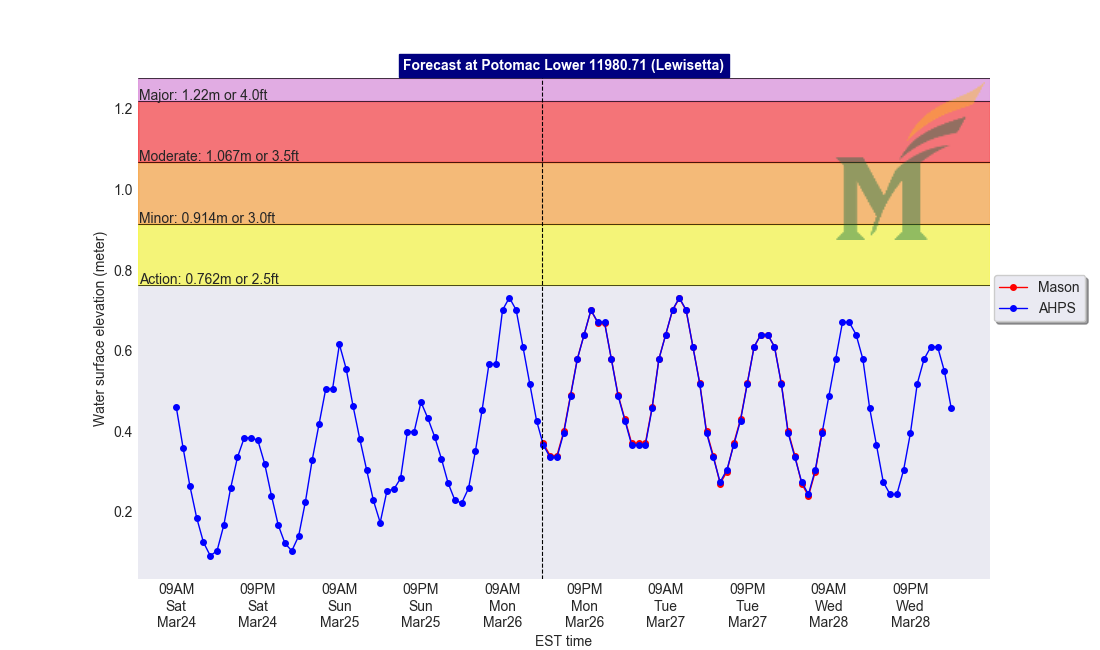 Forecast at Potomac Lower 11980.71 (Lewisetta)
Major: 1.22m or 4.0ft
1.2
Moderate: 1.067m or 3.5ft
1.0
Minor: 0.914m or 3.0ft
0.8
Action: 0.762m or 2.5ft
0.6
0.4
0.2
Water surface elevation (meter)
M
Mason
AHPS
09AM 09PM 09AM 09PM 09AM 09PM 09AM 09PM 09AM 09PM
Sat Sat Sun Sun Mon Mon Tue Tue Wed Wed
Mar24 Mar24 Mar25 Mar25 Mar26 Mar26 Mar27 Mar27 Mar28 Mar28
EST time